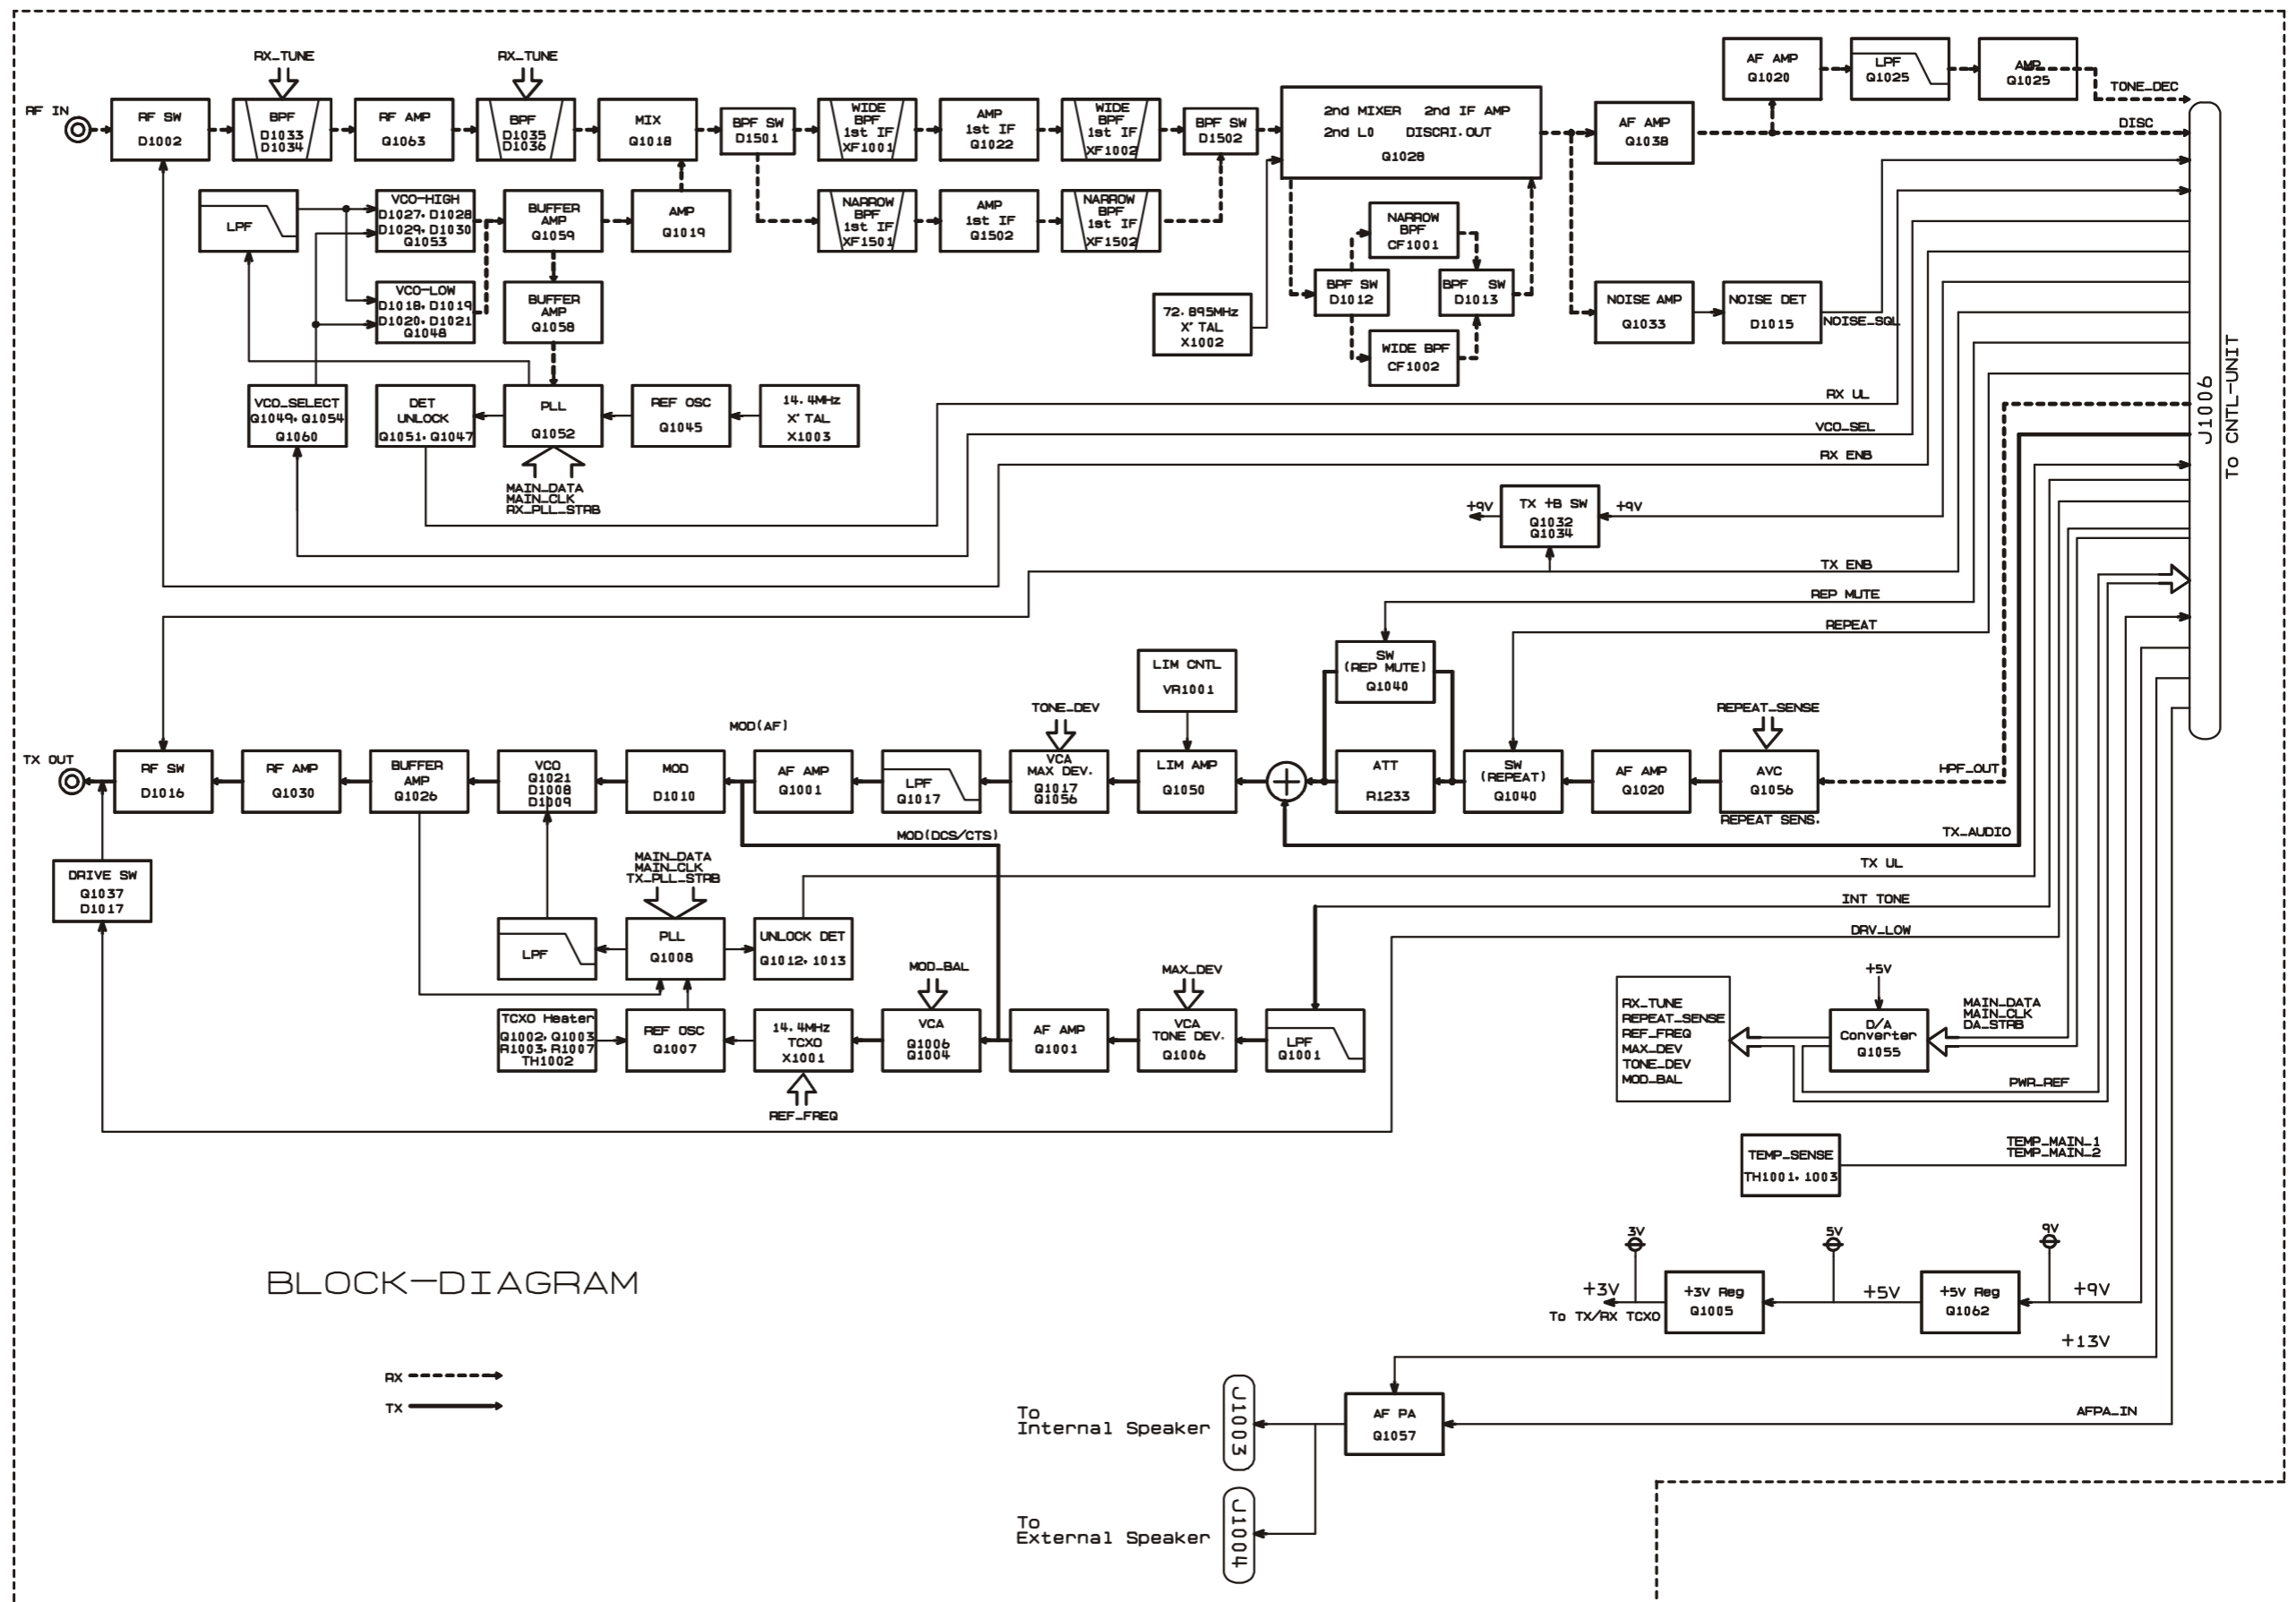 RX_TUNE
RX_TUNE
RF IN
RF SW
D1002
BPF
D1033
D1034
RF AMP
Q1063
BPF
D1035
D1036
MIX
Q1018
BPF SW
D1501
WIDE
BPF
1st IF
XF1001
AMP
1st IF
Q1022
WIDE
BPF
1st IF
XF1002
BPF SW
D1502
2nd MIXER 2nd IF AMP
2nd LO DISCRI.OUT
Q1028
AF AMP
Q1038
AF AMP
Q1020
LPF
Q1025
AMP
Q1025
TONE_DEC
DISC
LPF
VCO-HIGH
D1027, D1028
D1029, D1030
Q1053
BUFFER
AMP
Q1059
AMP
Q1019
NARROW
BPF
1st IF
XF1501
AMP
1st IF
Q1502
NARROW
BPF
1st IF
XF1502
NARROW
BPF
CF1001
VCO-LOW
D1018, D1019
D1020, D1021
Q1048
BUFFER
AMP
Q1058
72.895MHz
X'TAL
X1002
BPF SW
D1012
BPF SW
D1013
WIDE BPF
CF1002
NOISE AMP
Q1033
NOISE DET
D1015
NOISE_SQL
VCO_SELECT
Q1049, Q1054
Q1060
DET
UNLOCK
Q1051, Q1047
PLL
Q1052
REF OSC
Q1045
14.4MHz
X'TAL
X1003
MAIN_DATA
MAIN_CLK
RX_PLL_STRB
RX UL
VCO_SEL
RX ENB
J1006
To CNTL-UNIT
+9V
TX +B SW
Q1032
Q1034
+9V
TX ENB
REP MUTE
REPEAT
LIM CNTL
VR1001
SW
(REP MUTE)
Q1040
TONE_DEV
REPEAT_SENSE
MOD(AF)
TX OUT
RF SW
D1016
RF AMP
Q1030
BUFFER
AMP
Q1026
VCO
Q1021
D1008
D1009
MOD
D1010
AF AMP
Q1001
LPF
Q1017
VCA
MAX DEV.
Q1017
Q1056
LIM AMP
Q1050
ATT
R1233
SW
(REPEAT)
Q1040
AF AMP
Q1020
AVC
Q1056
REPEAT SENS.
HPF_OUT
MOD(DCS/CTS)
TX_AUDIO
TX UL
INT TONE
DRV_LOW
DRIVE SW
Q1037
D1017
MAIN_DATA
MAIN_CLK
TX_PLL_STRB
LPF
PLL
Q1008
UNLOCK DET
Q1012, 1013
MOD_BAL
MAX_DEV
TCXO Heater
Q1002, Q1003
R1003, R1007
TH1002
REF OSC
Q1007
14.4MHz
TCXO
X1001
VCA
Q1006
Q1004
AF AMP
Q1001
VCA
TONE DEV.
Q1006
LPF
Q1001
REF_FREQ
RX_TUNE
REPEAT_SENSE
REF_FREQ
MAX_DEV
TONE_DEV
MOD_BAL
+5V
D/A
Converter
Q1055
MAIN_DATA
MAIN_CLK
DA_STRB
PWR_REF
TEMP_SENSE
TH1001, 1003
TEMP_MAIN_1
TEMP_MAIN_2
3V
5V
9V
+3V
To TX/RX TCXO
+3V Reg
Q1005
+5V
+5V Reg
Q1062
+9V
+13V
BLOCK-DIAGRAM
RX
TX
To
Internal Speaker
J1003
AF PA
Q1057
AFPA_IN
To
External Speaker
J1004